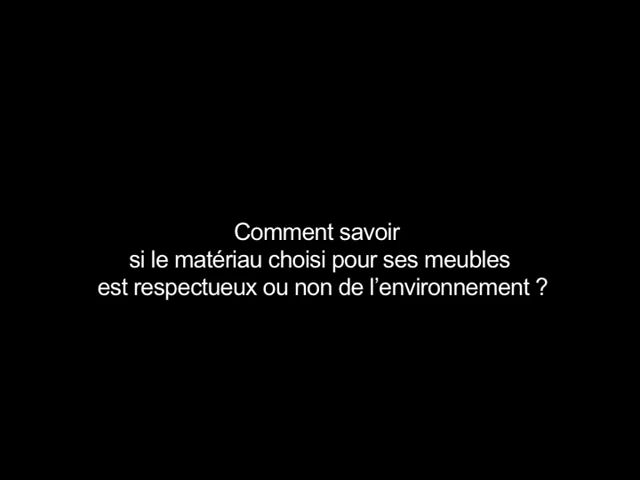 Comment savoir
si le matériau choisi pour ses meubles
est respectueux ou non de l’environnement ?